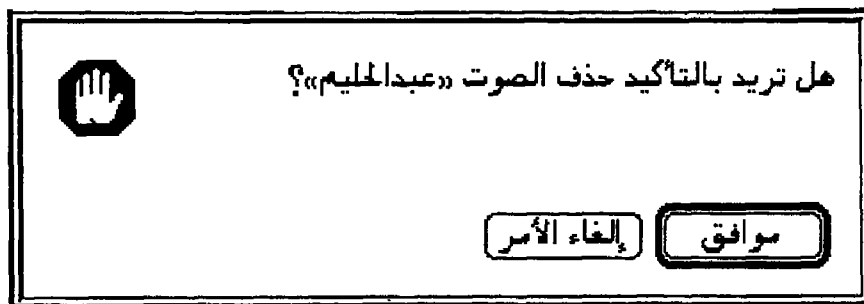 هل تريد بالتأكيد حذف الصوت «عبدالحليم»؟
موافق
إلغاء الأمر